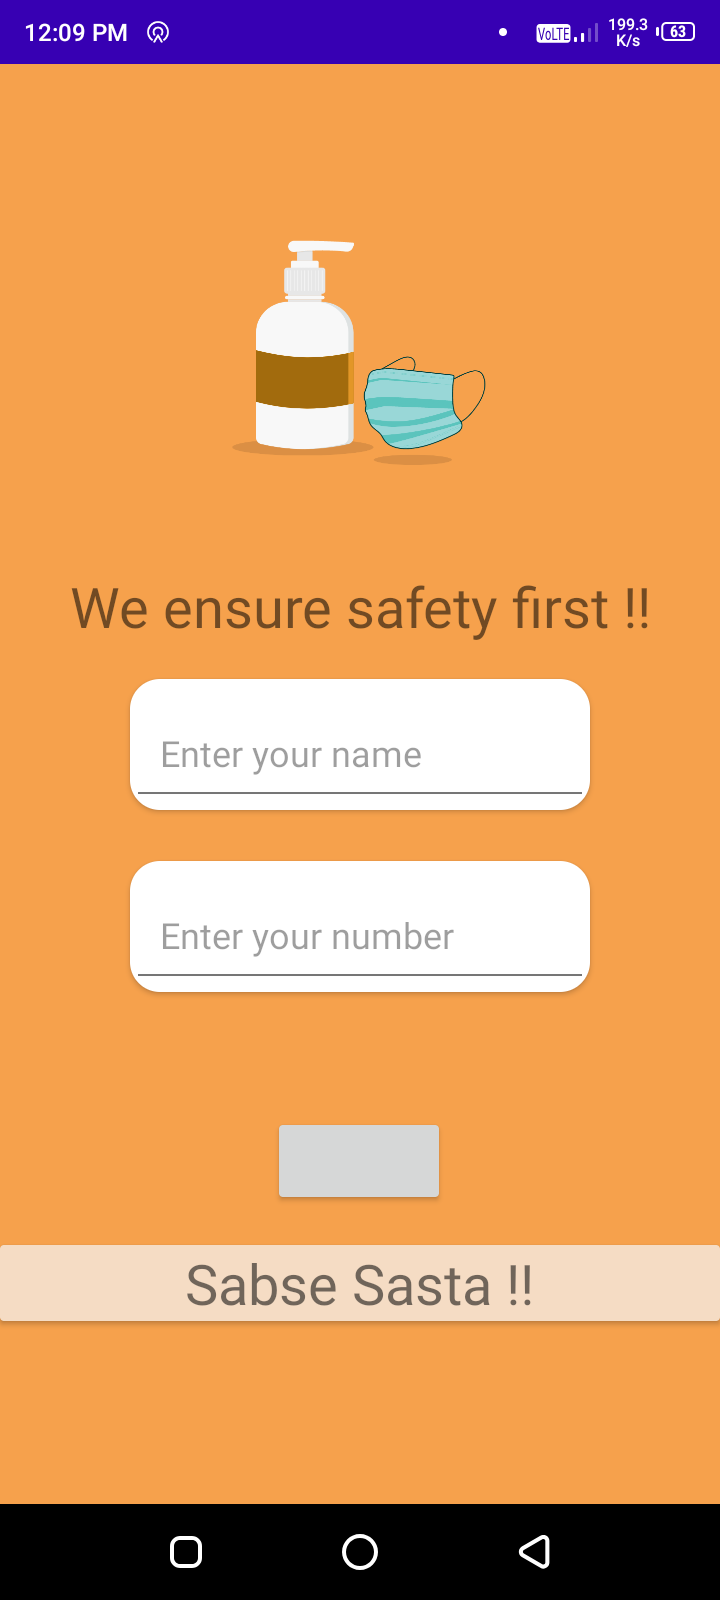 12:09 PM VoLTE 199.3 K/s 63
We ensure safety first !!
Enter your name
Enter your number
Sabse Sasta !!